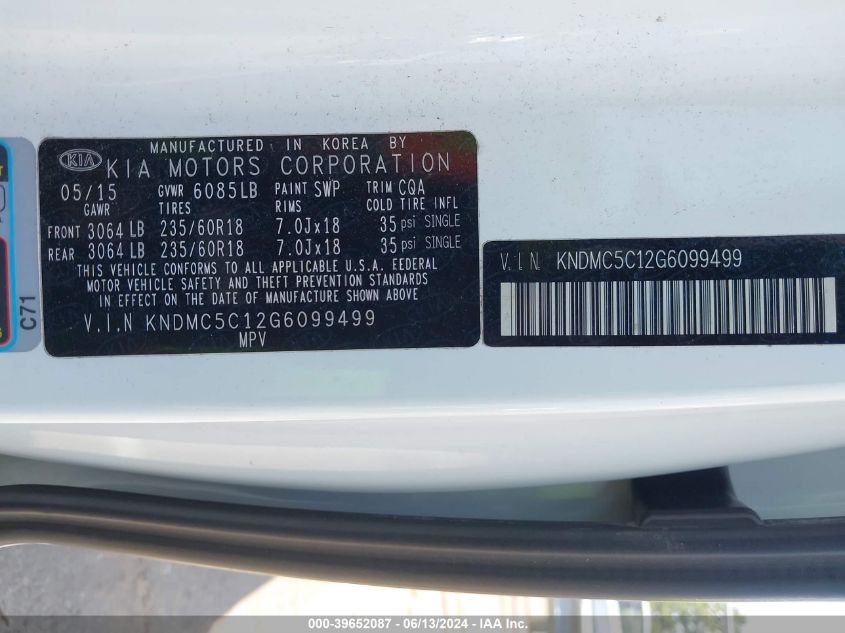 MANUFACTURED IN KOREA BY
KIA KIA MOTORS CORPORATION
05/15 GVWR 6085LB PAINT SWP TRIM CQA
GAWR TIRES RIMS COLD TIRE INFL
FRONT 3064 LB 235/60R18 7.0Jx18 35 psi SINGLE
REAR 3064 LB 235/60R18 7.0Jx18 35 psi SINGLE
THIS VEHICLE CONFORMS TO ALL APPLICABLE U.S.A. FEDERAL
MOTOR VEHICLE SAFETY AND THEFT PREVENTION STANDARDS
IN EFFECT ON THE DATE OF MANUFACTURE SHOWN ABOVE
V.I.N KNDMC5C12G6099499
MPV
C71
V.I.N. KNDMC5C12G6099499
000-39652087 - 06/13/2024 - IAA Inc.